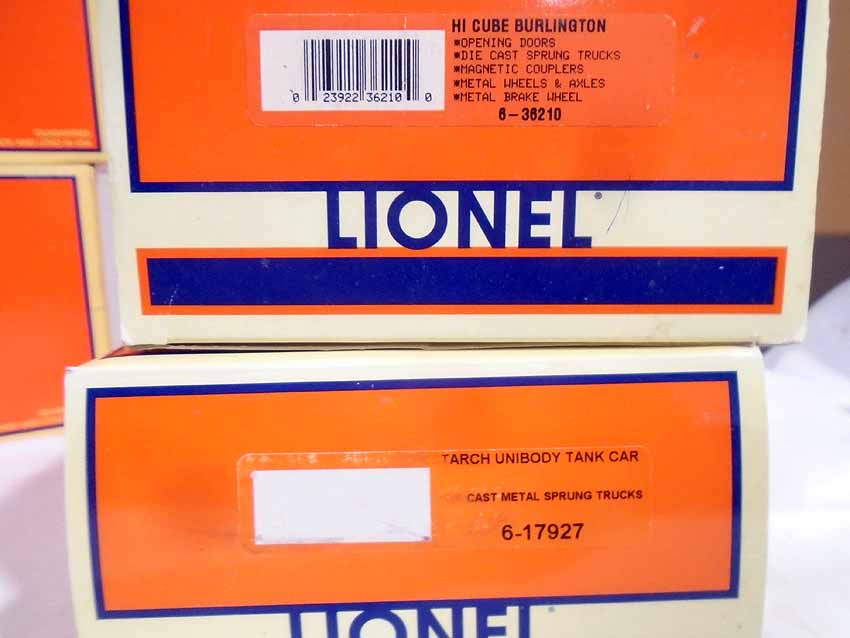 HI CUBE BURLINGTON
*OPENING DOORS
*DIE CAST SPRUNG TRUCKS
*MAGNETIC COUPLERS
*METAL WHEELS & AXLES
*METAL BRAKE WHEEL
6-36210
0 23922 36210 0
LIONEL
TARCH UNIBODY TANK CAR
CAST METAL SPRUNG TRUCKS
6-17927
LIONEL